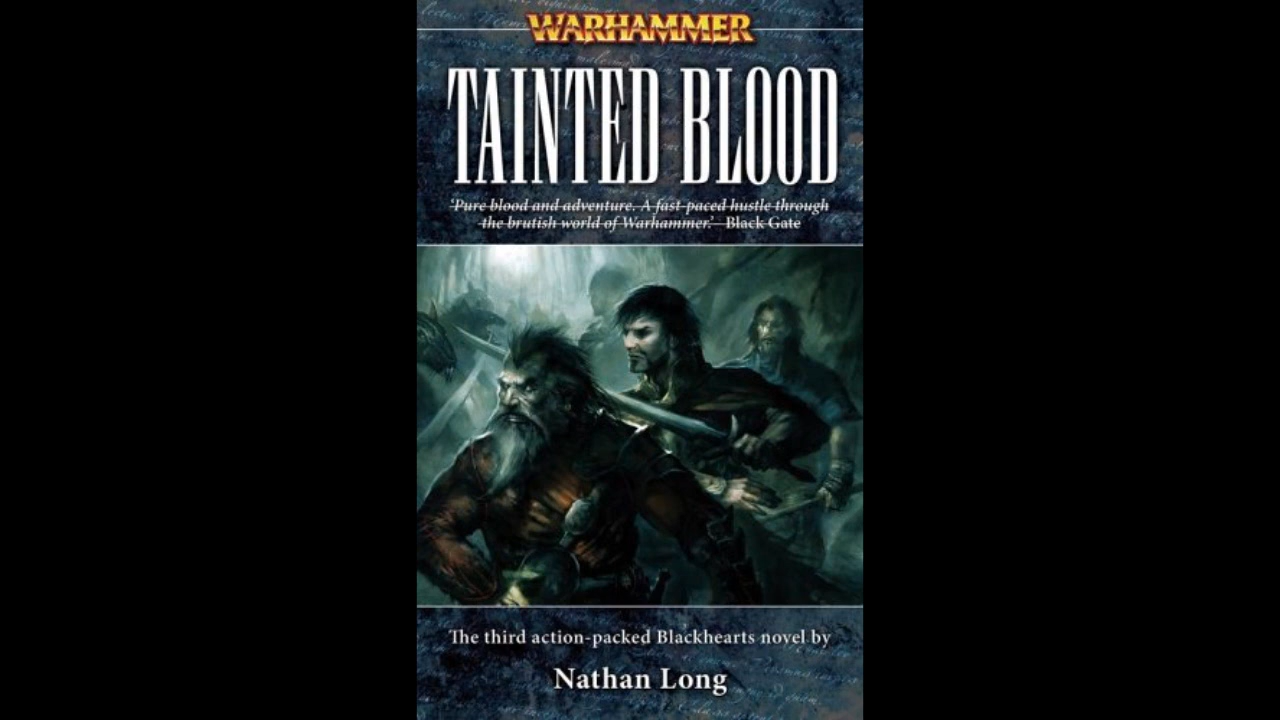 WARHAMMER
TAINTED BLOOD
‘Pure blood and adventure. A fast-paced hustle through
the brutish world of Warhammer.’ Black Gate
The third action-packed Blackhearts novel by
Nathan Long